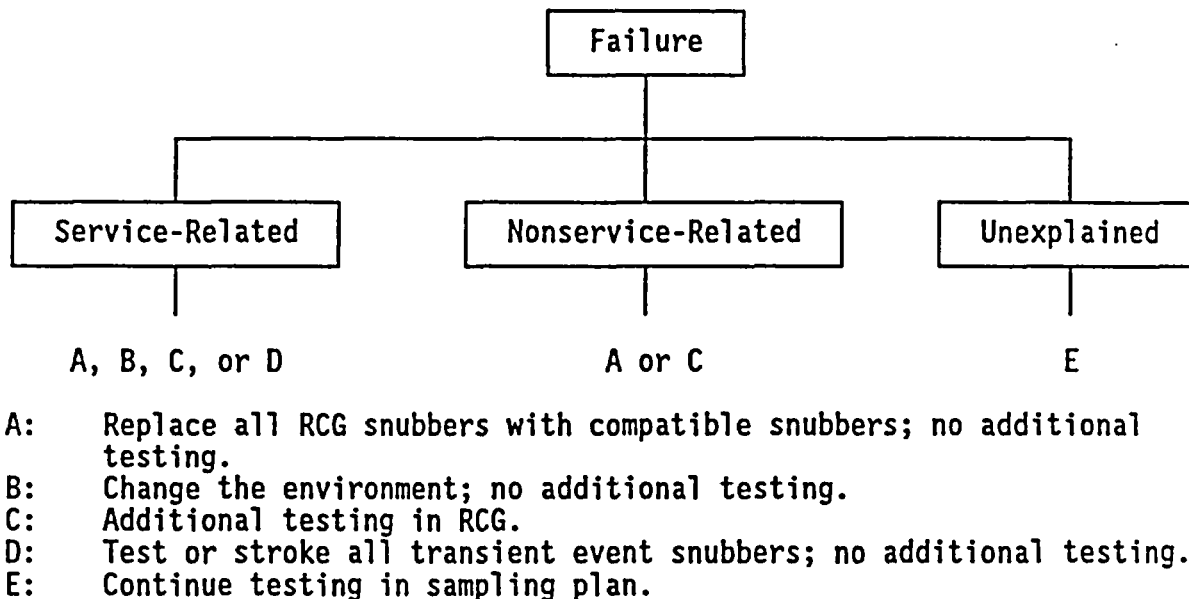 Failure
Service-Related
Nonservice-Related
Unexplained
A, B, C, or D
A or C
E
A: Replace all RCG snubbers with compatible snubbers; no additional
testing.
B: Change the environment; no additional testing.
C: Additional testing in RCG.
D: Test or stroke all transient event snubbers; no additional testing.
E: Continue testing in sampling plan.